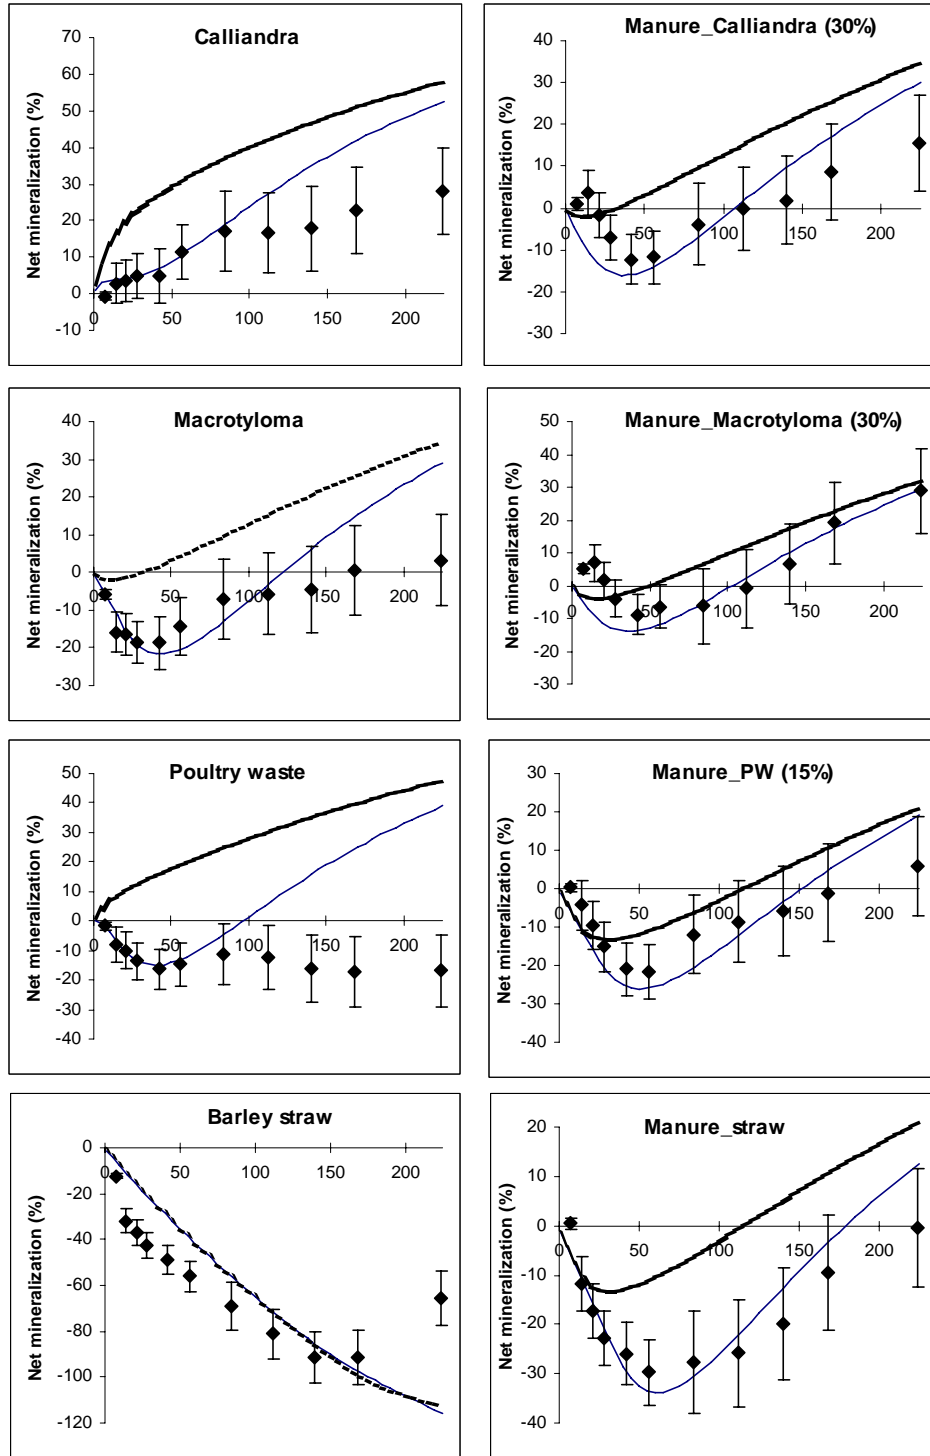 Calliandra
Net mineralization (%)
70
60
50
40
30
20
10
0
-10
0 50 100 150 200
Manure_Calliandra (30%)
Net mineralization (%)
40
30
20
10
0
-10
-20
-30
0 50 100 150 200
Macrotyloma
Net mineralization (%)
40
30
20
10
0
-10
-20
-30
0 50 100 150 200
Manure_Macrotyloma (30%)
Net mineralization (%)
50
40
30
20
10
0
-10
-20
-30
0 50 100 150 200
Poultry waste
Net mineralization (%)
50
40
30
20
10
0
-10
-20
-30
-40
0 50 100 150 200
Manure_PW (15%)
Net mineralization (%)
30
20
10
0
-10
-20
-30
-40
0 50 100 150 200
Barley straw
Net mineralization (%)
0
-20
-40
-60
-80
-100
-120
0 50 100 150 200
Manure_straw
Net mineralization (%)
20
10
0
-10
-20
-30
-40
0 50 100 150 200